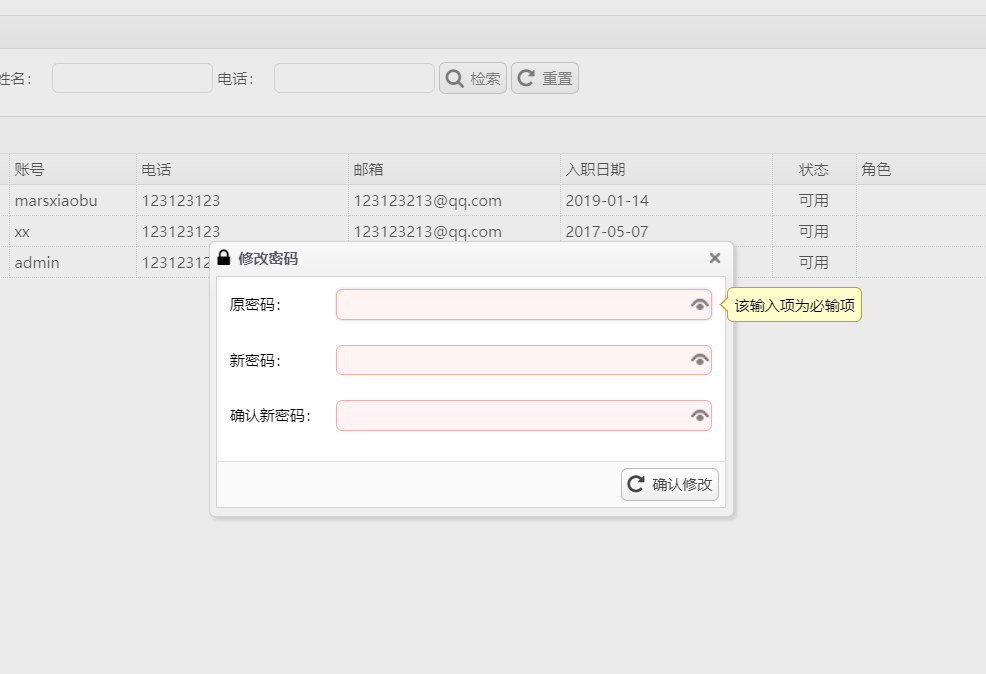 姓名： 电话： 检索 重置
账号 电话 邮箱 入职日期 状态 角色
marsxiaobu 123123123 123123213@qq.com 2019-01-14 可用
xx 123123123 123123213@qq.com 2017-05-07 可用
admin 12312312 可用
修改密码
原密码：
该输入项为必输项
新密码：
确认新密码：
确认修改